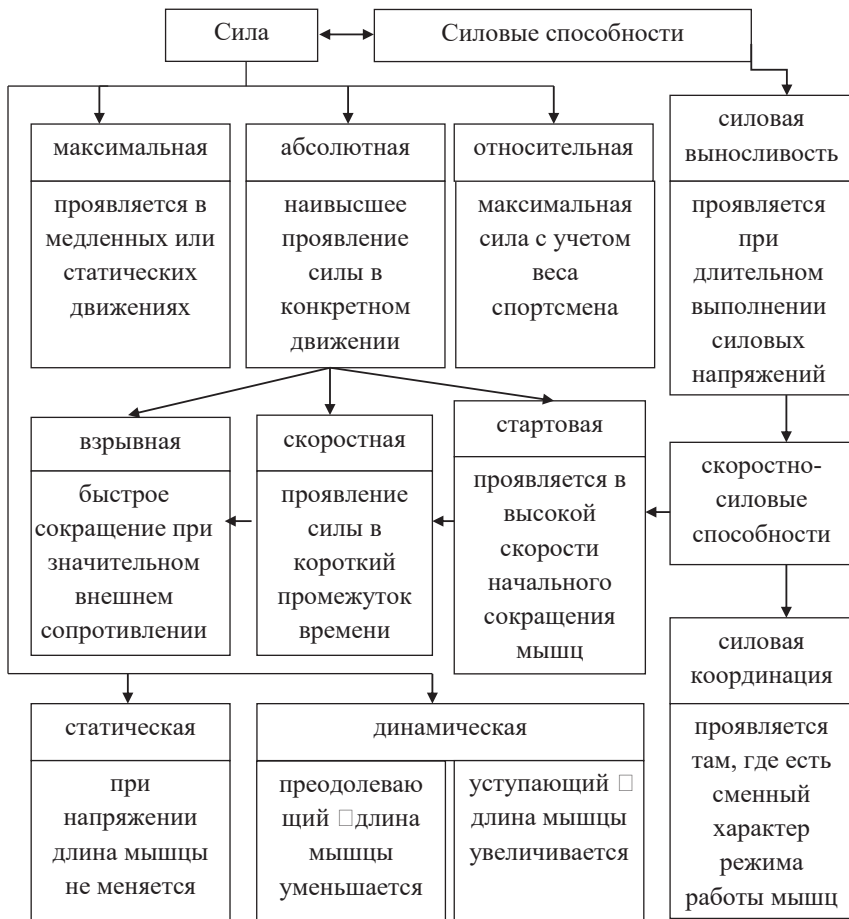 Сила
Силовые способности
максимальная
проявляется в
медленных или
статических
движениях
абсолютная
наивысшее
проявление
силы в
конкретном
движении
относительная
максимальная
сила с учетом
веса
спортсмена
силовая
выносливость
проявляется
при
длительном
выполнении
силовых
напряжений
взрывная
быстрое
сокращение при
значительном
внешнем
сопротивлении
скоростная
проявление
силы в
короткий
промежуток
времени
стартовая
проявляется в
высокой
скорости
начального
сокращения
мышц
скоростно-
силовые
способности
силовая
координация
проявляется
там, где есть
сменный
характер
режима
работы мышц
статическая
при
напряжении
длина мышцы
не меняется
динамическая
преодолеваю
щий □длина
мышцы
уменьшается
уступающий □
длина мышцы
увеличивается